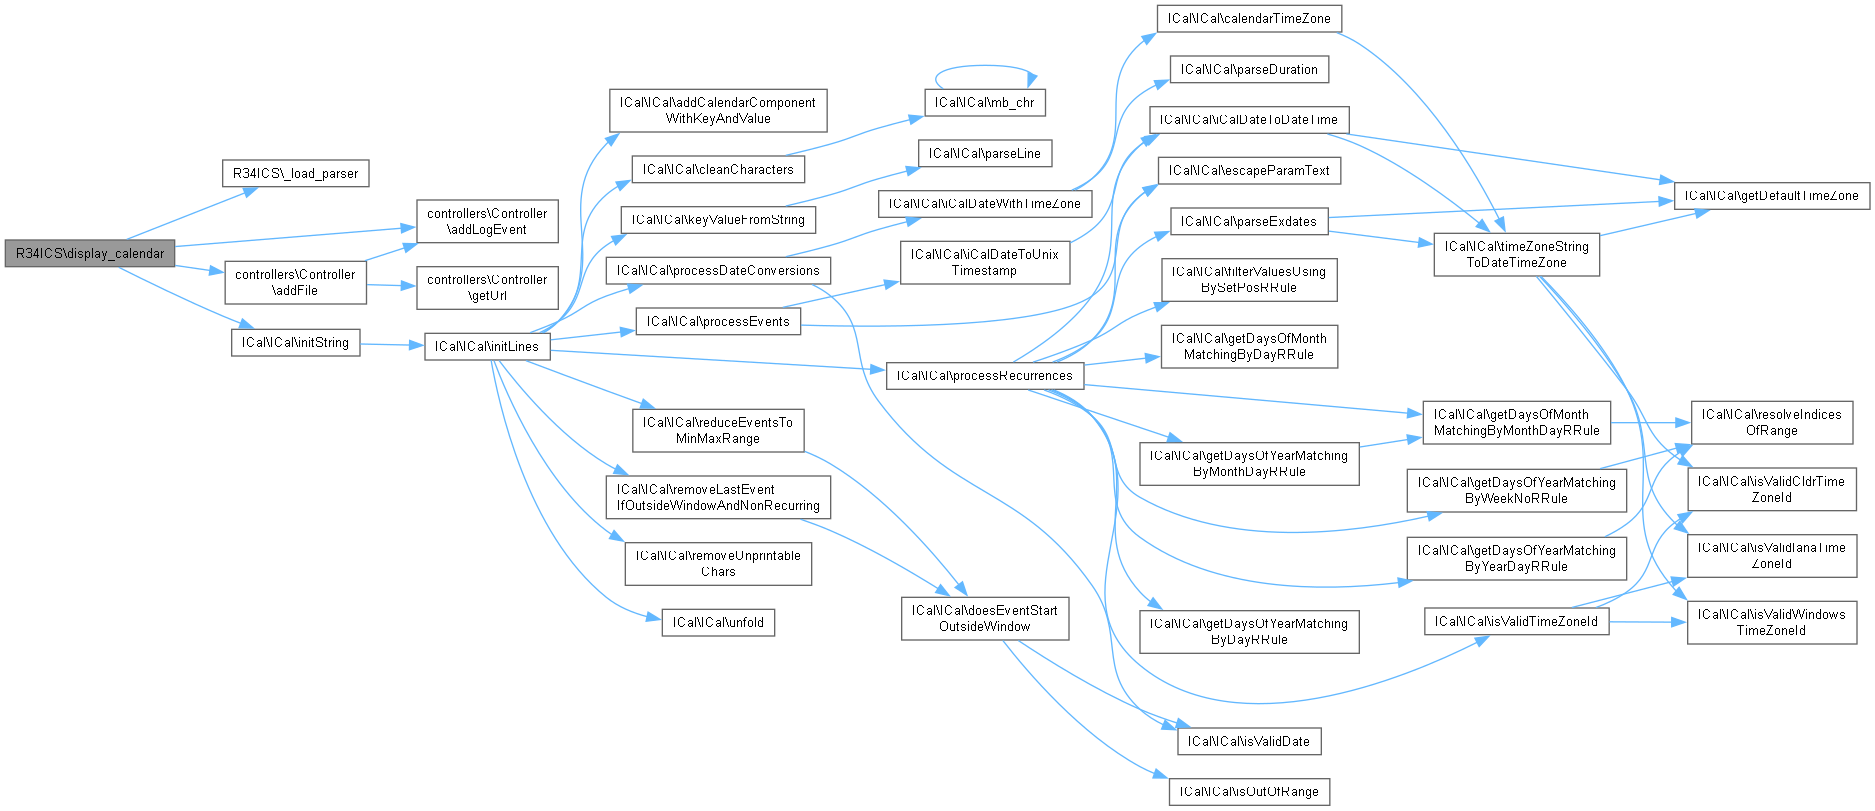 R34ICS\display_calendar
R34ICS\_load_parser
controllers\Controller
\addLogEvent
controllers\Controller
\addFile
controllers\Controller
\getUrl
ICal\ICal\initString
ICal\ICal\initLines
ICal\ICal\addCalendarComponent
WithKeyAndValue
ICal\ICal\cleanCharacters
ICal\ICal\keyValueFromString
ICal\ICal\processDateConversions
ICal\ICal\processEvents
ICal\ICal\reduceEventsTo
MinMaxRange
ICal\ICal\removeLastEvent
IfOutsideWindowAndNonRecurring
ICal\ICal\removeUnprintable
Chars
ICal\ICal\unfold
ICal\ICal\mb_chr
ICal\ICal\parseLine
ICal\ICal\iCalDateWithTimeZone
ICal\ICal\iCalDateToUnix
Timestamp
ICal\ICal\processRecurrences
ICal\ICal\doesEventStart
OutsideWindow
ICal\ICal\calendarTimeZone
ICal\ICal\parseDuration
ICal\ICal\iCalDateToDateTime
ICal\ICal\escapeParamText
ICal\ICal\parseExdates
ICal\ICal\filterValuesUsing
BySetPosRRule
ICal\ICal\getDaysOfMonth
MatchingByDayRRule
ICal\ICal\getDaysOfYearMatching
ByMonthDayRRule
ICal\ICal\getDaysOfYearMatching
ByDayRRule
ICal\ICal\isValidDate
ICal\ICal\isOutOfRange
ICal\ICal\timeZoneString
ToDateTimeZone
ICal\ICal\getDaysOfMonth
MatchingByMonthDayRRule
ICal\ICal\getDaysOfYearMatching
ByWeekNoRRule
ICal\ICal\getDaysOfYearMatching
ByYearDayRRule
ICal\ICal\isValidTimeZoneId
ICal\ICal\getDefaultTimeZone
ICal\ICal\resolveIndices
OfRange
ICal\ICal\isValidCldrTime
ZoneId
ICal\ICal\isValidIanaTime
ZoneId
ICal\ICal\isValidWindows
TimeZoneId